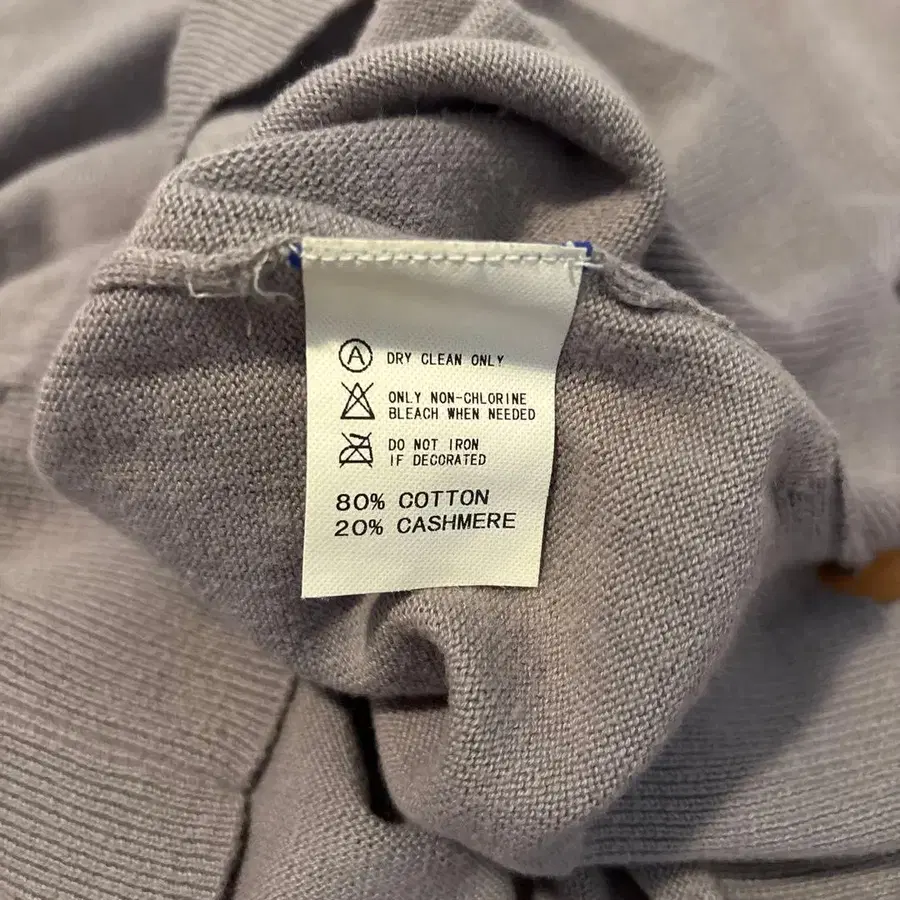 Ⓐ DRY CLEAN ONLY
ONLY NON-CHLORINE
BLEACH WHEN NEEDED
DO NOT IRON
IF DECORATED
80% COTTON
20% CASHMERE